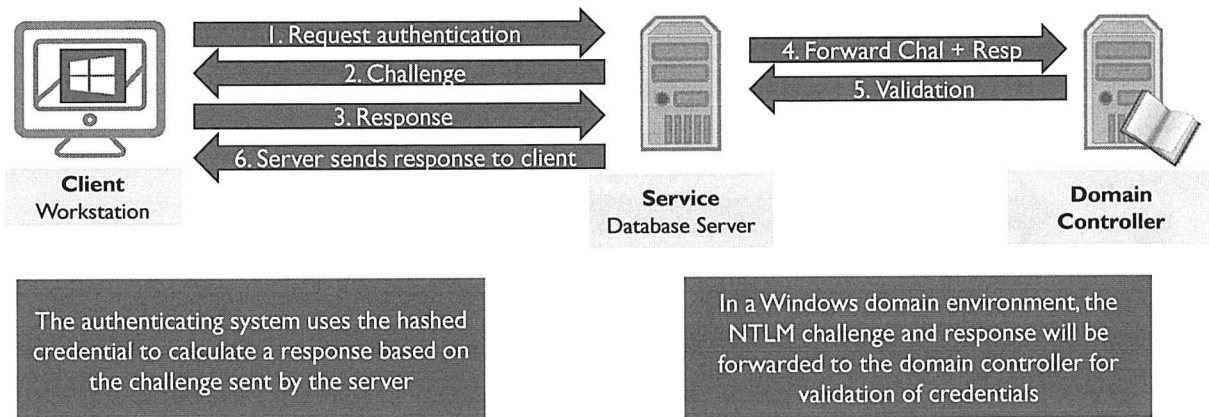 1. Request authentication
2. Challenge
3. Response
6. Server sends response to client
4. Forward Chal + Resp
5. Validation
Client
Workstation
Service
Database Server
Domain
Controller
The authenticating system uses the hashed
credential to calculate a response based on
the challenge sent by the server
In a Windows domain environment, the
NTLM challenge and response will be
forwarded to the domain controller for
validation of credentials